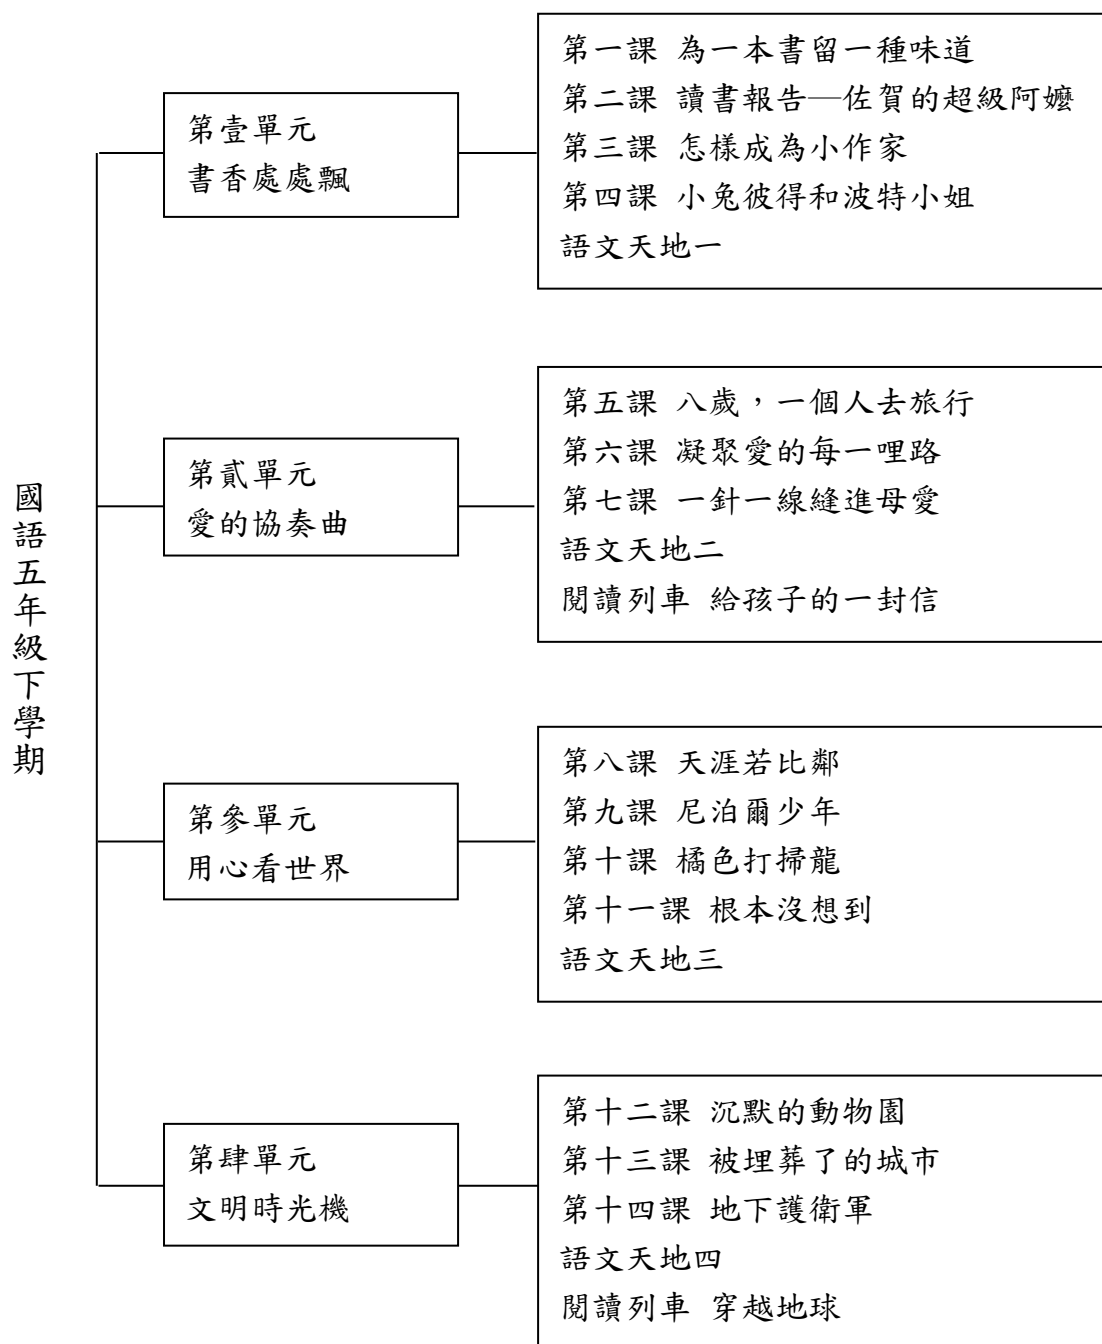 國語五年級下學期
第壹單元
書香處處飄
第一課 為一本書留一種味道
第二課 讀書報告—佐賀的超級阿嬤
第三課 怎樣成為小作家
第四課 小兔彼得和波特小姐
語文天地一
第貳單元
愛的協奏曲
第五課 八歲，一個人去旅行
第六課 凝聚愛的每一哩路
第七課 一針一線縫進母愛
語文天地二
閱讀列車 給孩子的一封信
第參單元
用心看世界
第八課 天涯若比鄰
第九課 尼泊爾少年
第十課 橘色打掃龍
第十一課 根本沒想到
語文天地三
第肆單元
文明時光機
第十二課 沉默的動物園
第十三課 被埋葬了的城市
第十四課 地下護衛軍
語文天地四
閱讀列車 穿越地球